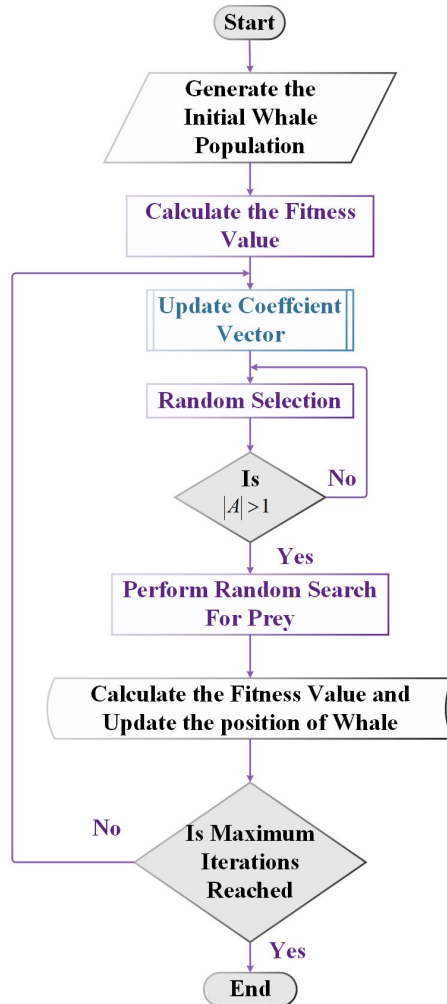 Start
Generate the
Initial Whale
Population
Calculate the Fitness
Value
Update Coeffcient
Vector
Random Selection
Is
|A|>1
No
Yes
Perform Random Search
For Prey
Calculate the Fitness Value and
Update the position of Whale
No
Is Maximum
Iterations
Reached
Yes
End